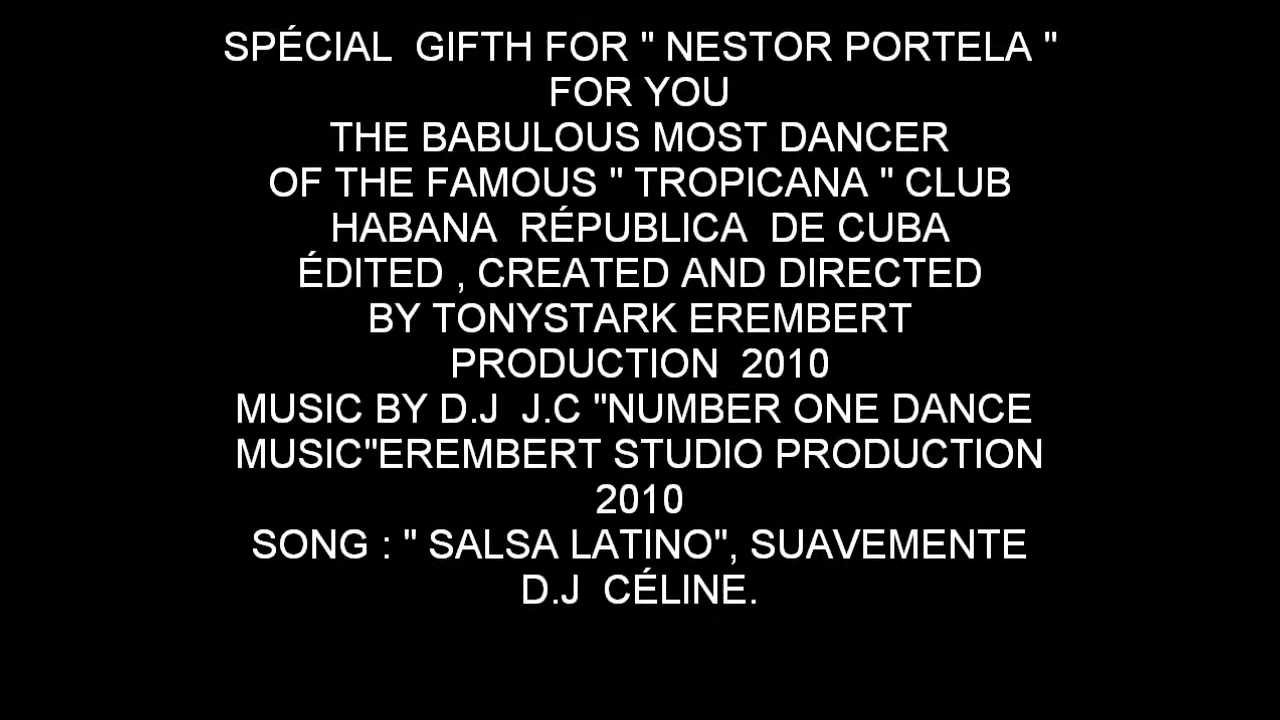 SPÉCIAL  GIFTH FOR " NESTOR PORTELA "
FOR YOU
THE BABULOUS MOST DANCER
OF THE FAMOUS " TROPICANA " CLUB
HABANA  RÉPUBLICA  DE CUBA
ÉDITED , CREATED AND DIRECTED
BY TONYSTARK EREMBERT
PRODUCTION  2010
MUSIC BY D.J  J.C "NUMBER ONE DANCE
MUSIC"EREMBERT STUDIO PRODUCTION
2010
SONG : " SALSA LATINO", SUAVEMENTE
D.J  CÉLINE.